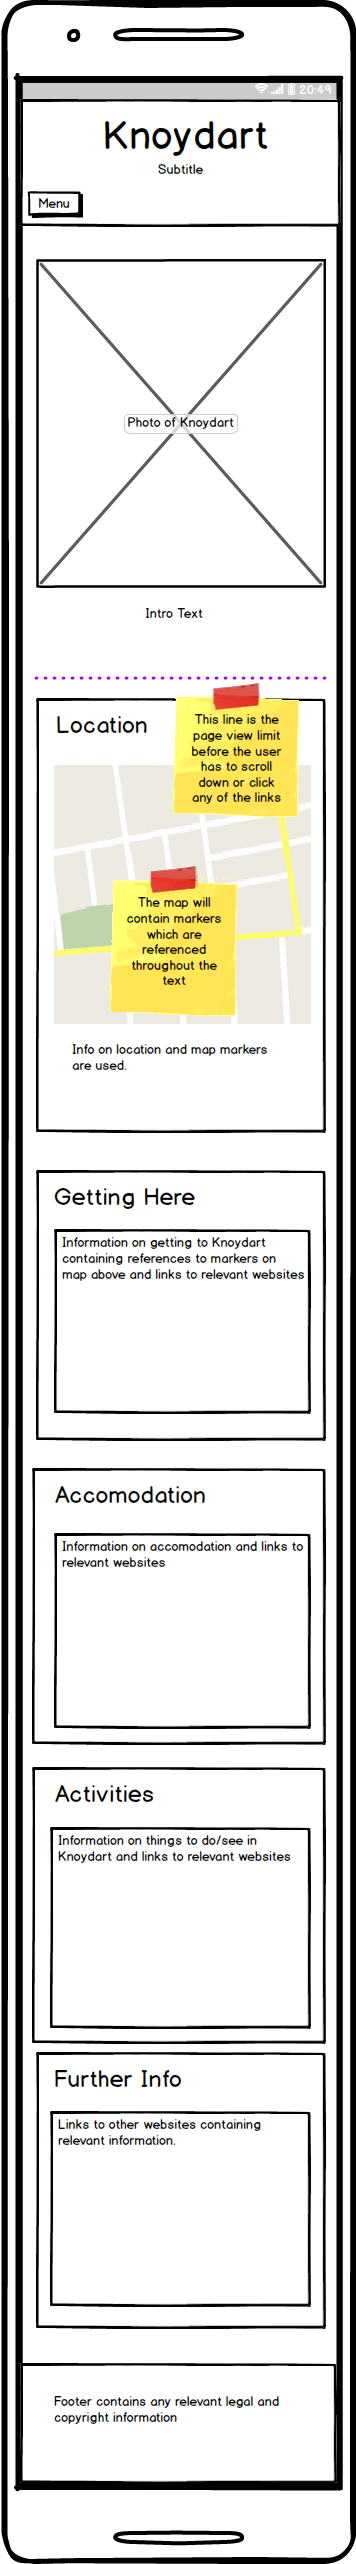 20:49
Knoydart
Subtitle
Menu
Photo of Knoydart
Intro Text
Location
This line is the
page view limit
before the user
has to scroll
down or click
any of the links
The map will
contain markers
which are
referenced
throughout the
text
Info on location and map markers
are used.
Getting Here
Information on getting to Knoydart
containing references to markers on
map above and links to relevant websites
Accomodation
Information on accomodation and links to
relevant websites
Activities
Information on things to do/see in
Knoydart and links to relevant websites
Further Info
Links to other websites containing
relevant information.
Footer contains any relevant legal and
copyright information